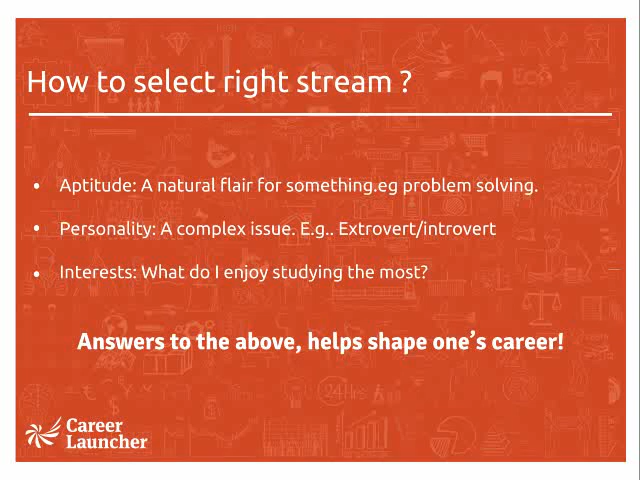 How to select right stream ?
• Aptitude: A natural flair for something.eg problem solving.
• Personality: A complex issue. E.g.. Extrovert/introvert
• Interests: What do I enjoy studying the most?
Answers to the above, helps shape one’s career!
Career
Launcher
24Hrs